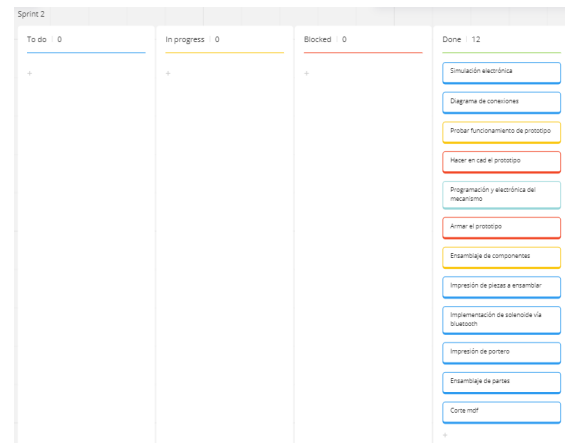 Sprint 2
To do 0
In progress 0
Blocked 0
Done 12
+
+
+
Simulación electrónica
Diagrama de conexiones
Probar funcionamiento de prototipo
Hacer en cad el prototipo
Programación y electrónica del
mecanismo
Armar el prototipo
Ensamblaje de componentes
Impresión de piezas a ensamblar
Implementación de solenoide vía
bluetooth
Impresión de portero
Ensamblaje de partes
Corte mdf
+